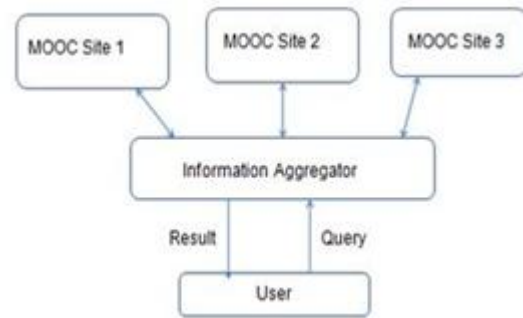 MOOC Site 1
MOOC Site 2
MOOC Site 3
Information Aggregator
Result
Query
User